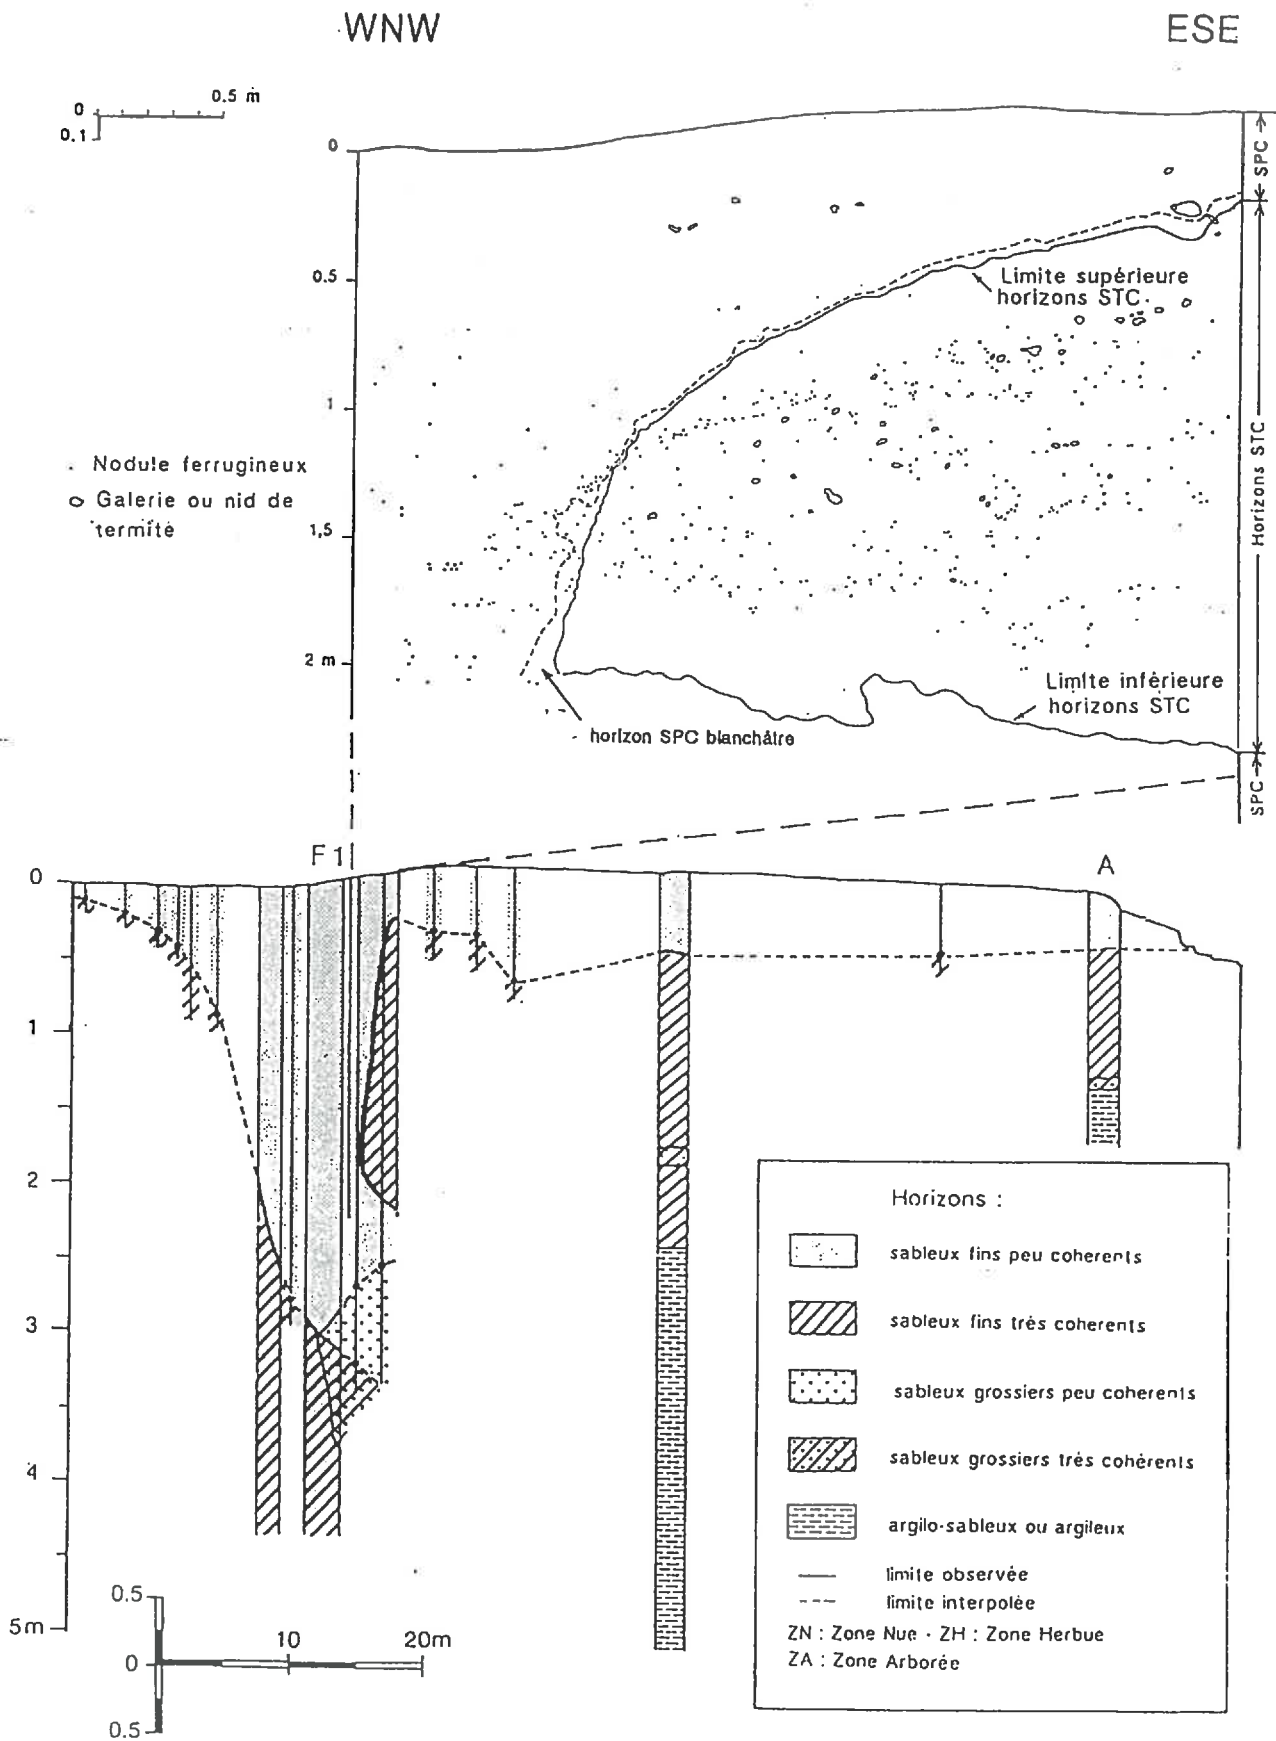 WNW
ESE
0
0.5 m
0.1
0
0.5
1
1,5
2 m
SPC
Horizons STC
SPC
Limite supérieure
horizons STC
. Nodule ferrugineux
Galerie ou nid de
termité
Limite inférieure
horizons STC
horizon SPC blanchâtre
F1
A
0
1
2
3
4
5m
Horizons :
sableux fins peu coherents
sableux fins très coherents
sableux grossiers peu coherents
sableux grossiers très cohérents
argilo-sableux ou argileux
limite observée
limite interpolée
ZN : Zone Nue · ZH : Zone Herbue
ZA : Zone Arborée
0.5
0
0.5
10
20m